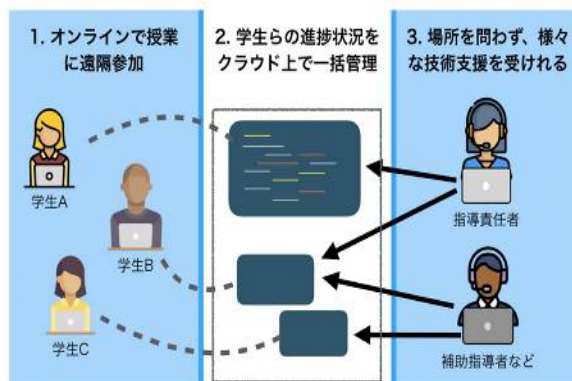 1. オンラインで授業
に遠隔参加
2. 学生らの進捗状況を
クラウド上で一括管理
3. 場所を問わず、様々
な技術支援を受けれる
学生A
学生B
学生C
指導責任者
補助指導者など